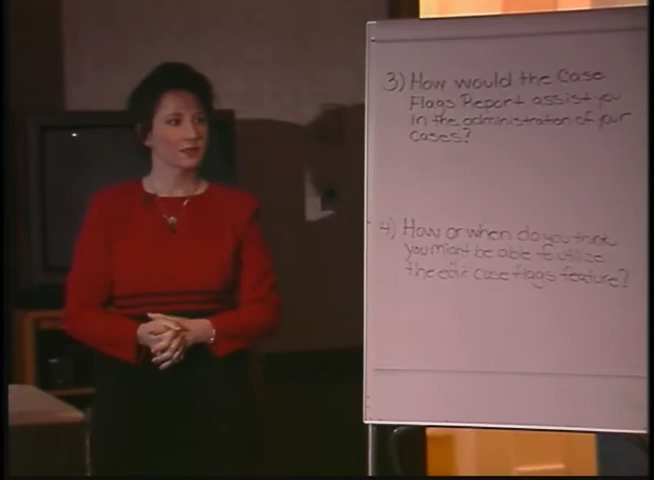 3) How would the Case
Flags Report assist you
in the administration of your
cases?
4) How or when do you think
you might be able to utilize
the edit case flags feature?